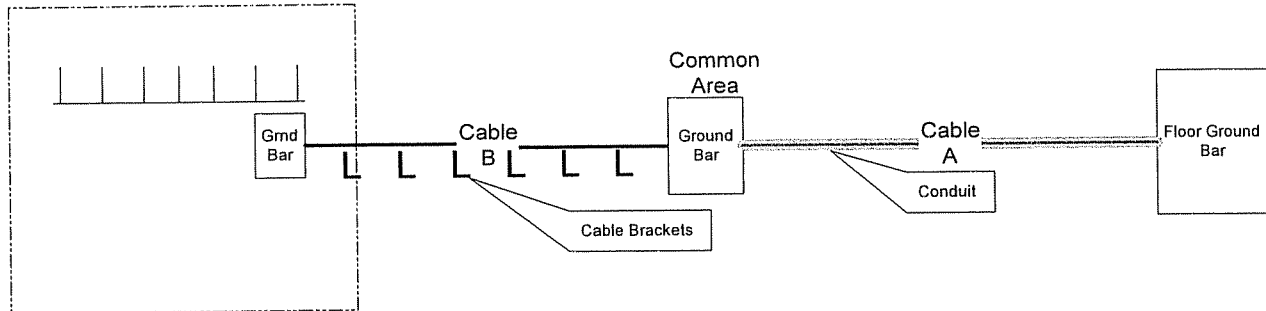 Common
Area
Grnd
Bar
Cable
B
Ground
Bar
Cable
A
Floor Ground
Bar
Conduit
Cable Brackets